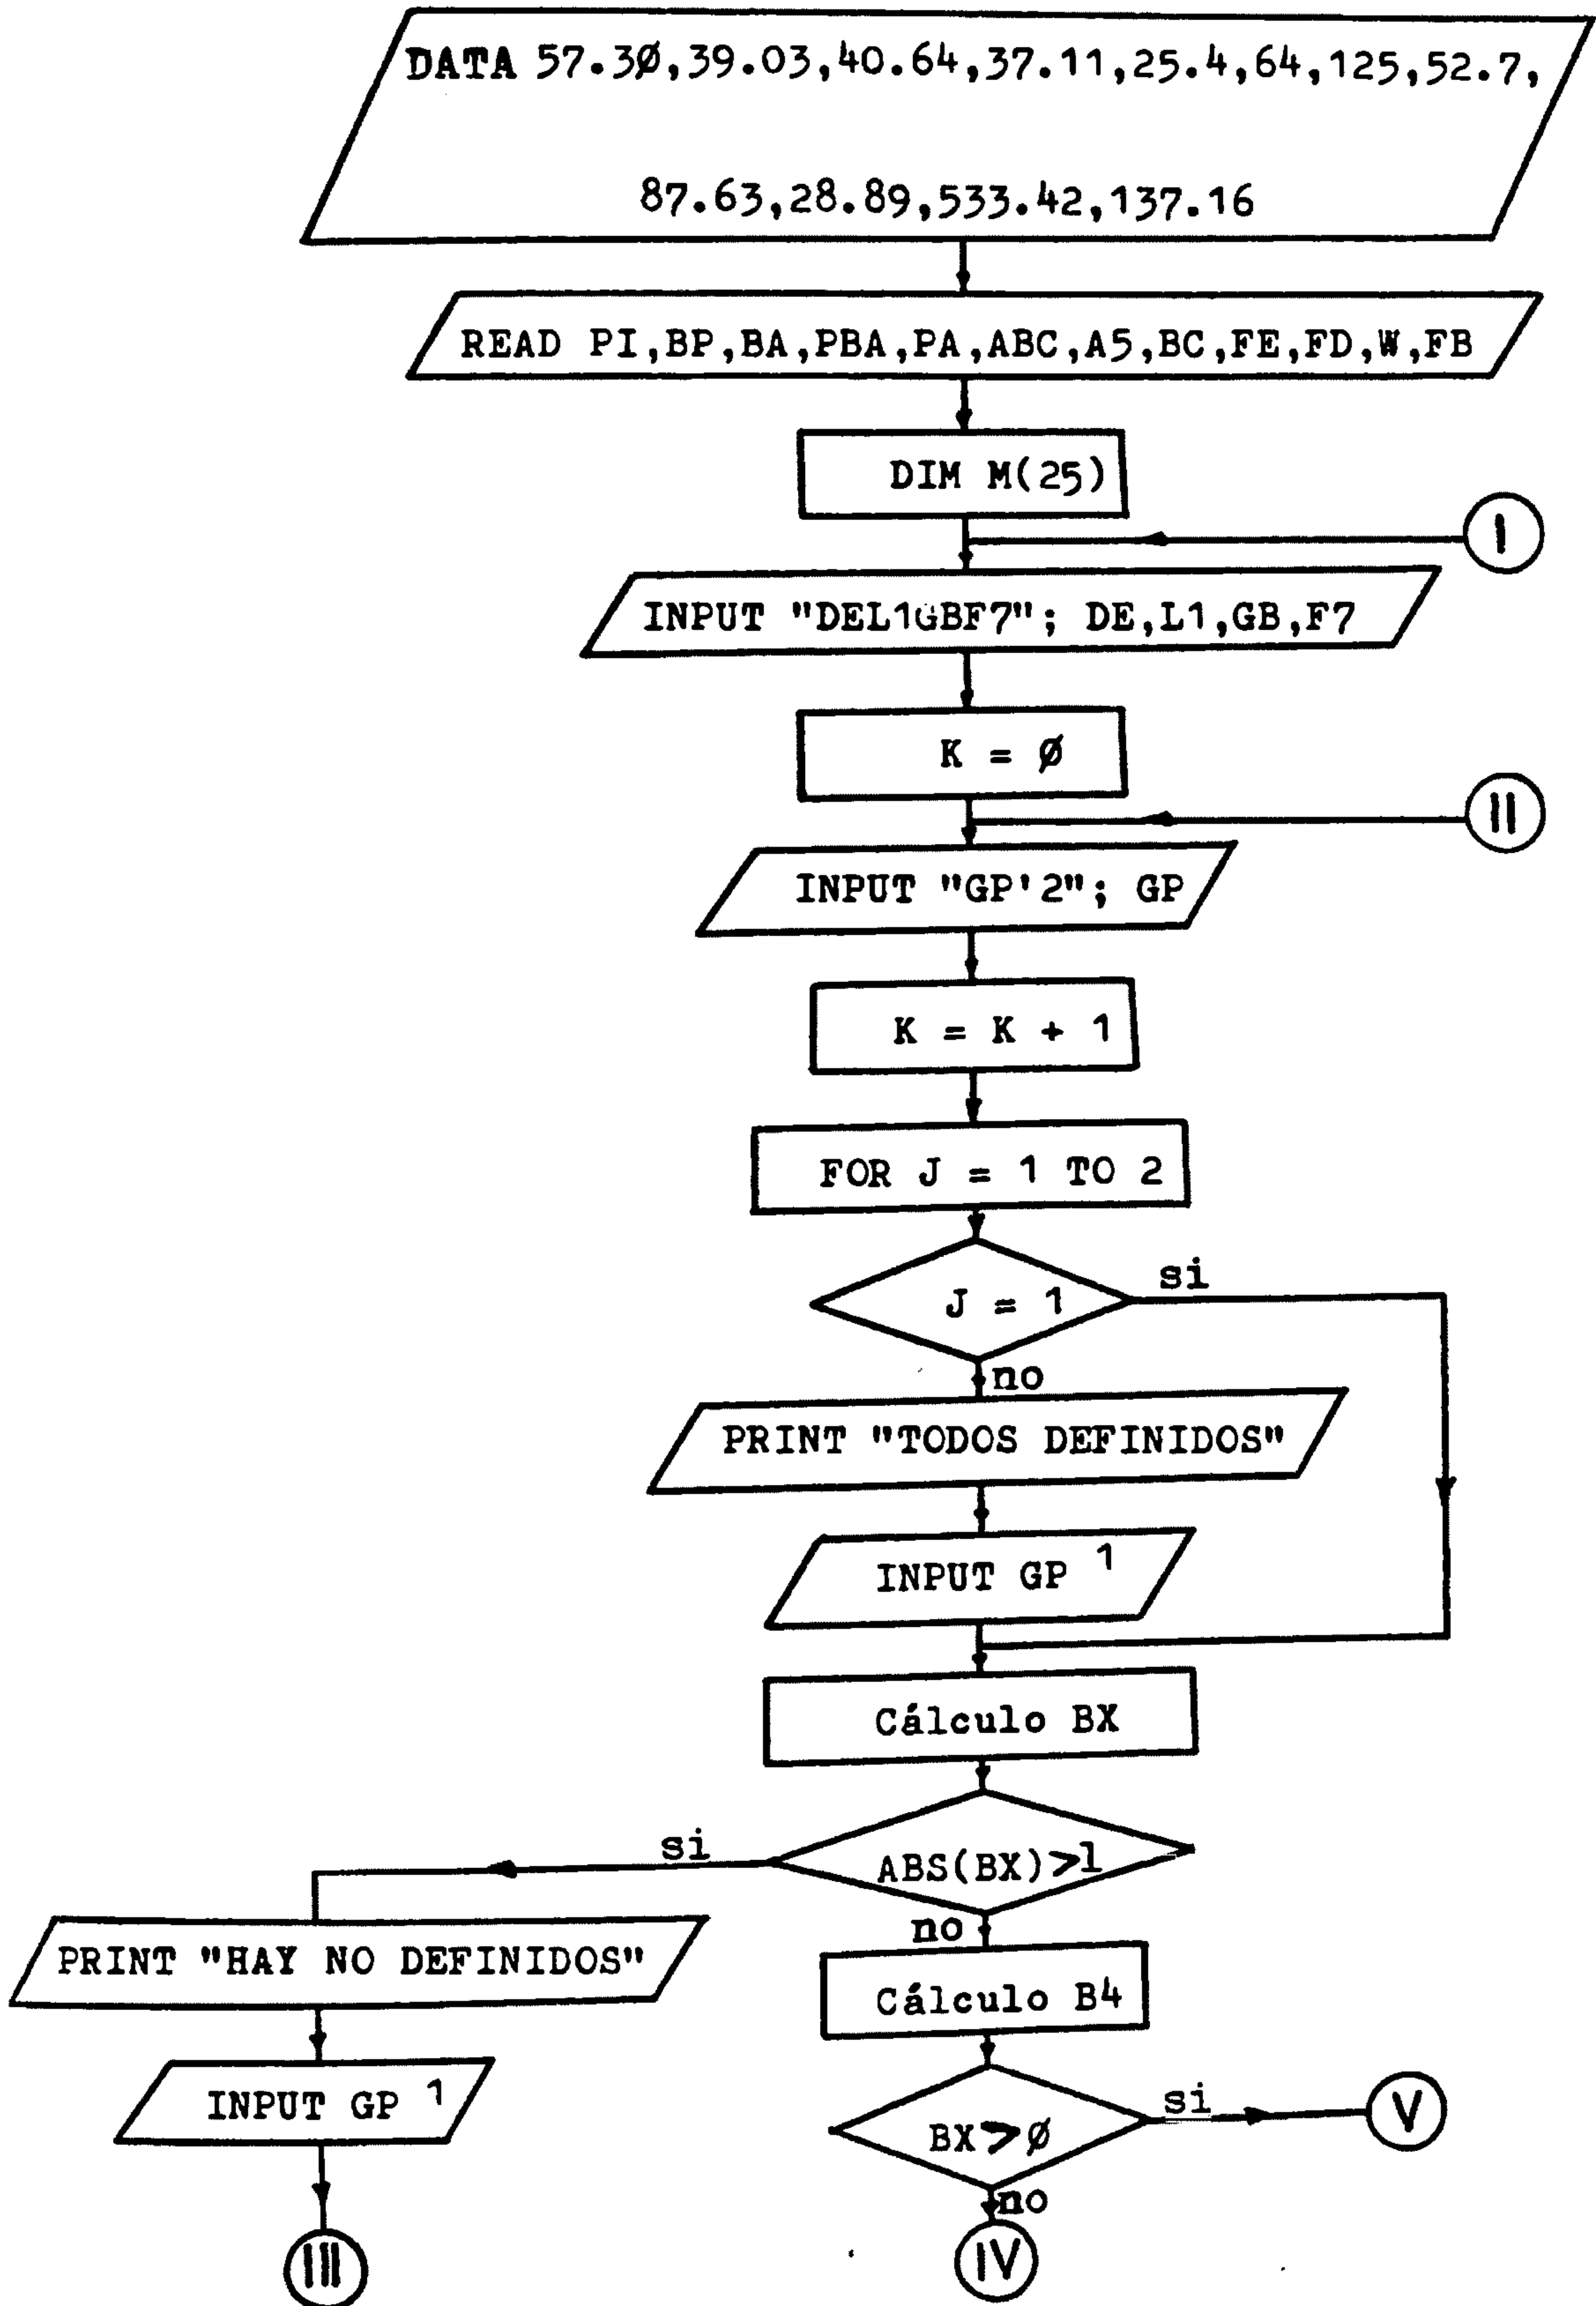 DATA 57.3Ø,39.03,40.64,37.11,25.4,64,125,52.7,
87.63,28.89,533.42,137.16
READ PI,BP,BA,PBA,PA,ABC,A5,BC,FE,FD,W,FB
DIM M(25)
I
INPUT "DEL1GBF7"; DE,L1,GB,F7
K = Ø
II
INPUT "GP'2"; GP
K = K + 1
FOR J = 1 TO 2
J = 1
si
no
PRINT "TODOS DEFINIDOS"
INPUT GP 1
Cálculo BX
ABS(BX)>1
si
no
PRINT "HAY NO DEFINIDOS"
Cálculo B4
INPUT GP 1
BX>Ø
si
V
no
III
IV